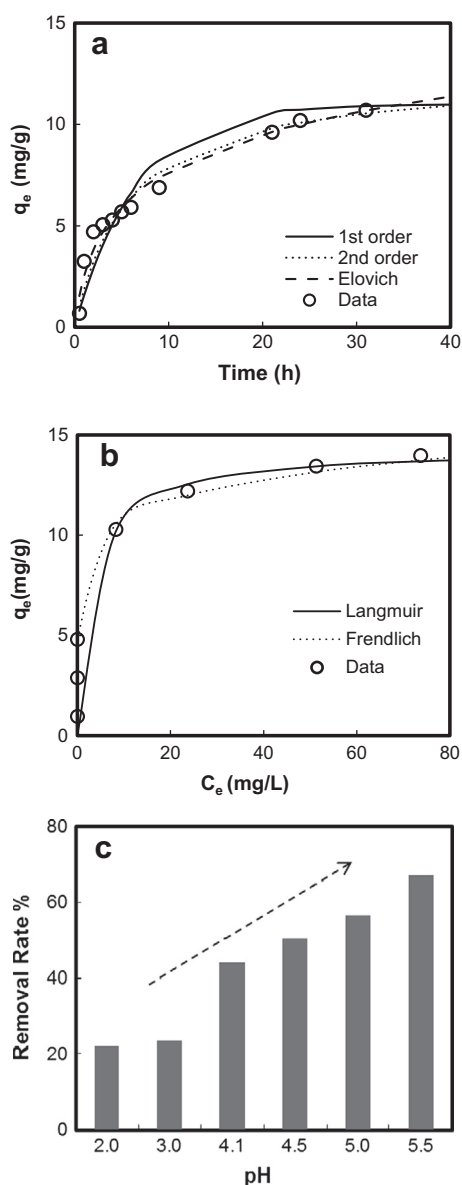 a
15
10
5
0
qe (mg/g)
1st order
2nd order
Elovich
Data
0 10 20 30 40
Time (h)
b
15
10
5
0
qe(mg/g)
Langmuir
Frendlich
Data
0 20 40 60 80
Ce (mg/L)
c
80
60
40
20
0
Removal Rate %
2.0 3.0 4.1 4.5 5.0 5.5
pH